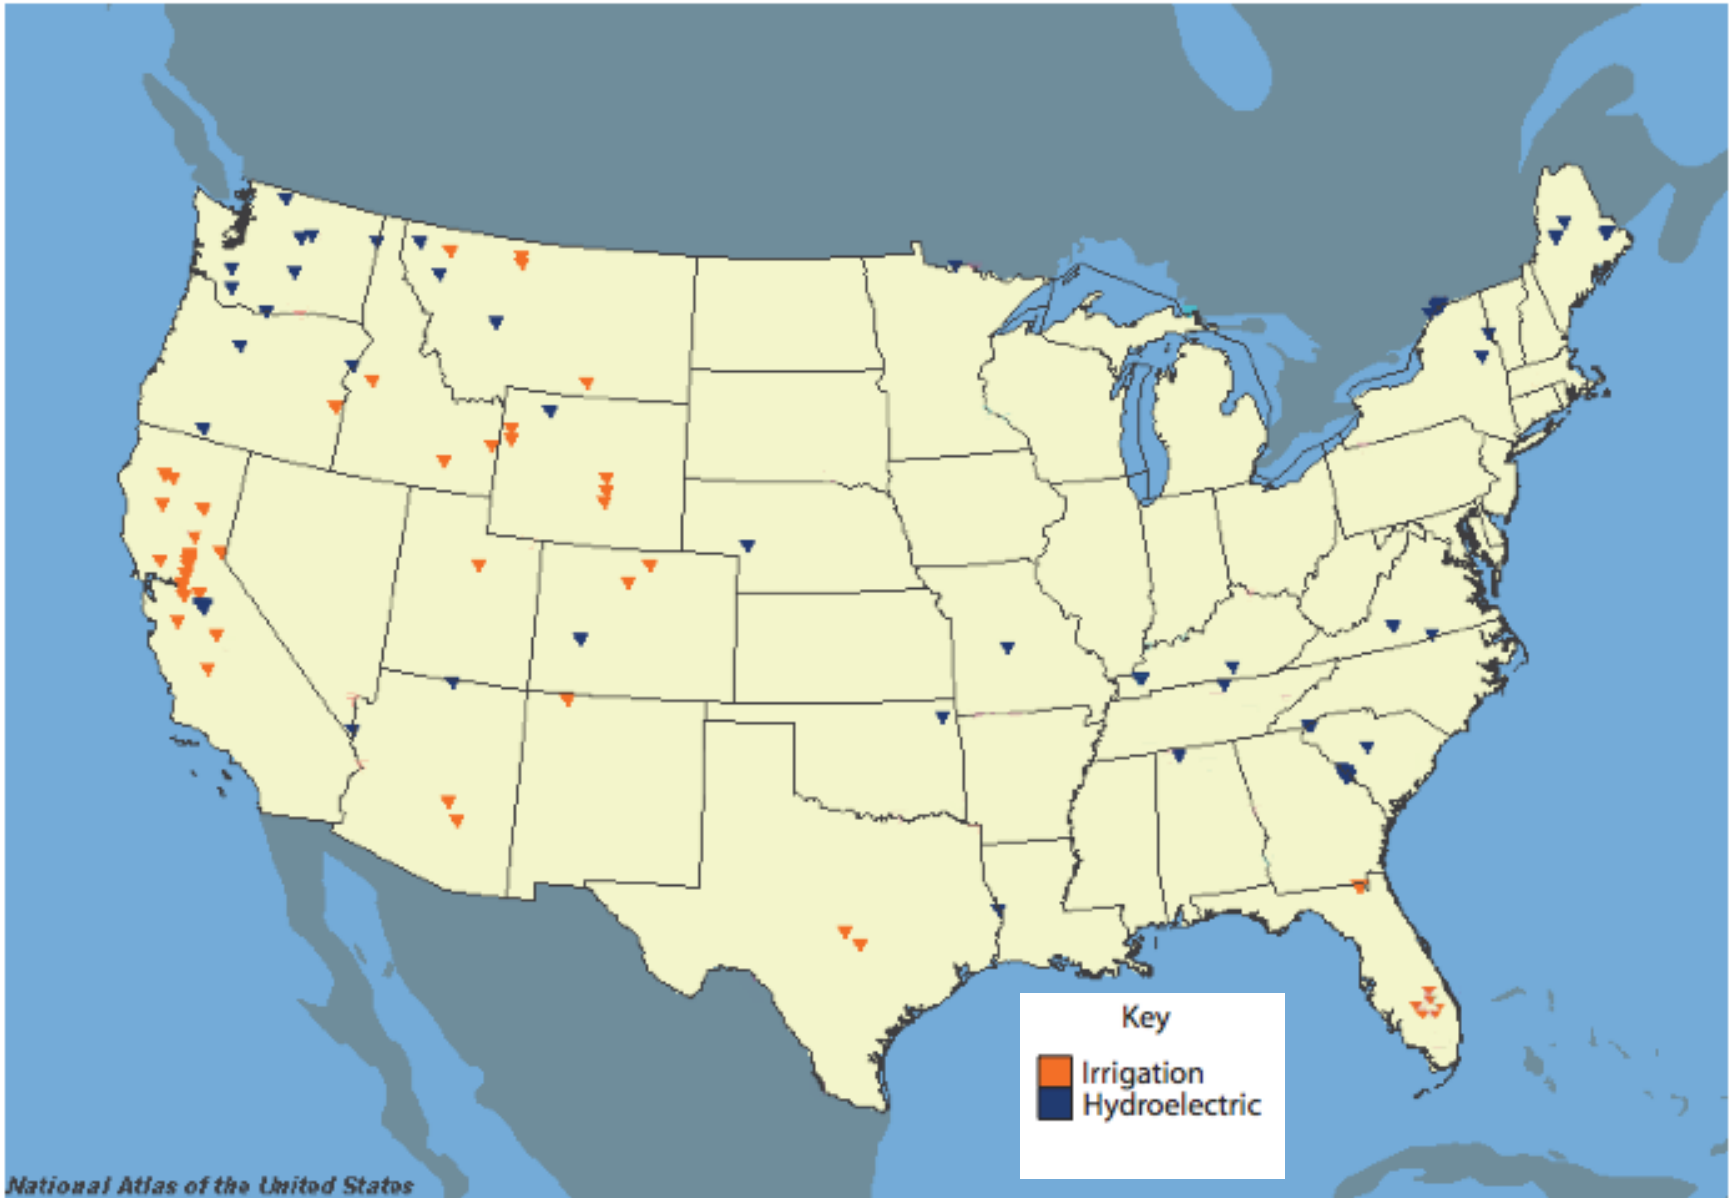 Key
Irrigation
Hydroelectric
National Atlas of the United States